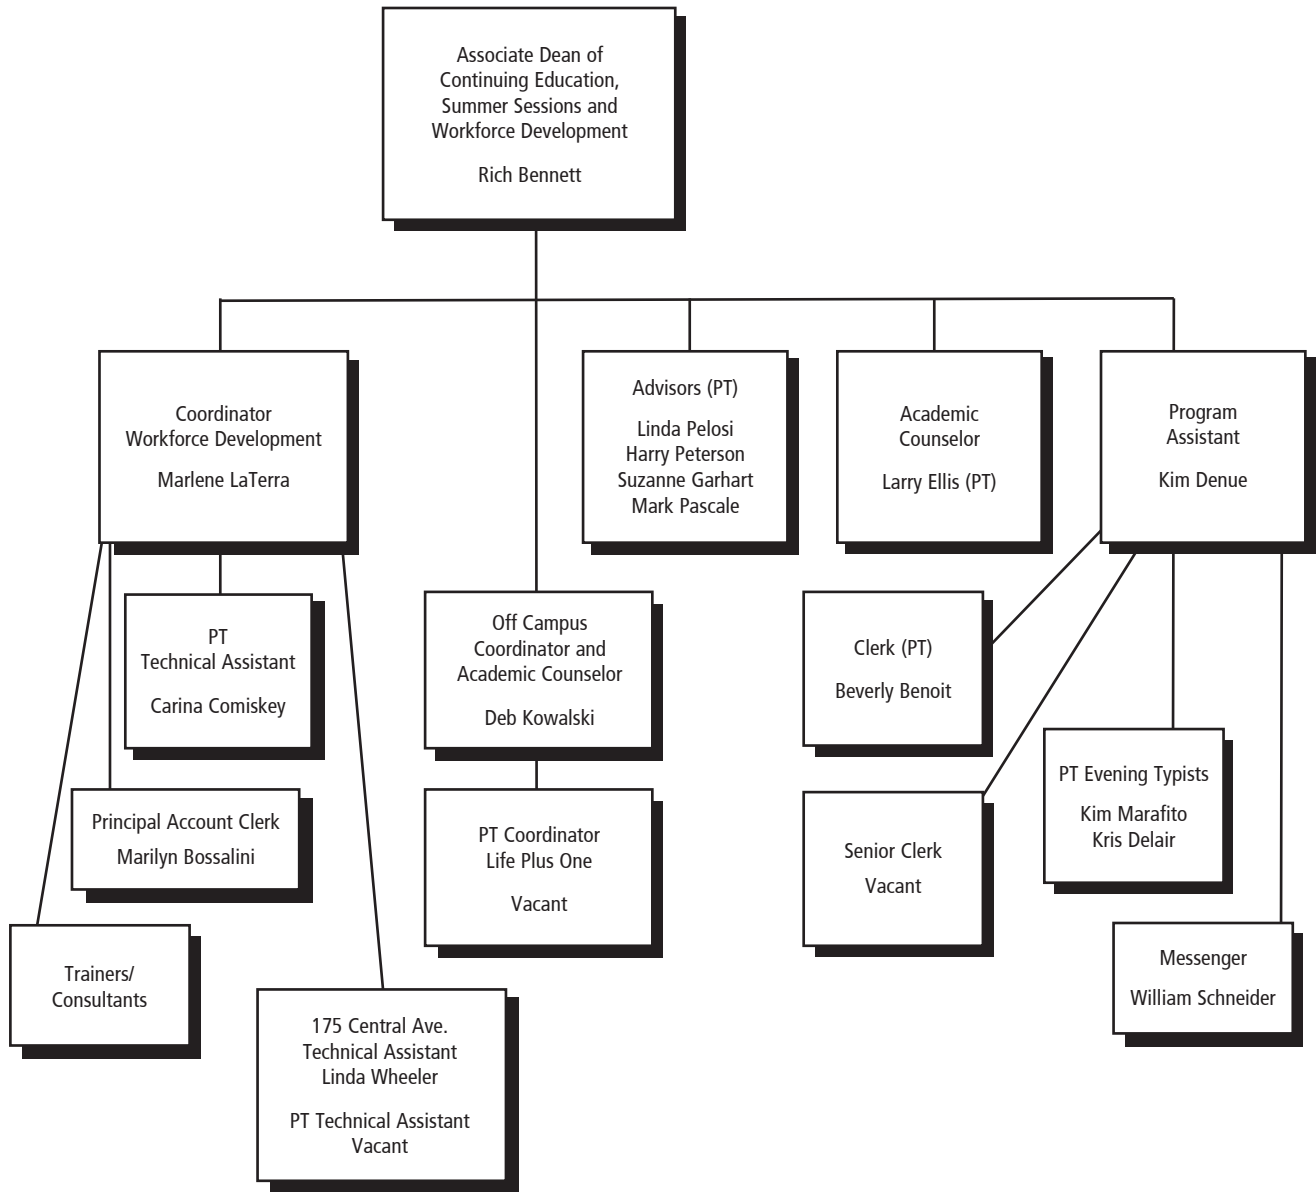 Associate Dean of
Continuing Education,
Summer Sessions and
Workforce Development
Rich Bennett
Coordinator
Workforce Development
Marlene LaTerra
Advisors (PT)
Linda Pelosi
Harry Peterson
Suzanne Garhart
Mark Pascale
Academic
Counselor
Larry Ellis (PT)
Program
Assistant
Kim Denue
PT
Technical Assistant
Carina Comiskey
Off Campus
Coordinator and
Academic Counselor
Deb Kowalski
Clerk (PT)
Beverly Benoit
PT Evening Typists
Kim Marafito
Kris Delair
Principal Account Clerk
Marilyn Bossalini
PT Coordinator
Life Plus One
Vacant
Senior Clerk
Vacant
Trainers/
Consultants
Messenger
William Schneider
175 Central Ave.
Technical Assistant
Linda Wheeler
PT Technical Assistant
Vacant